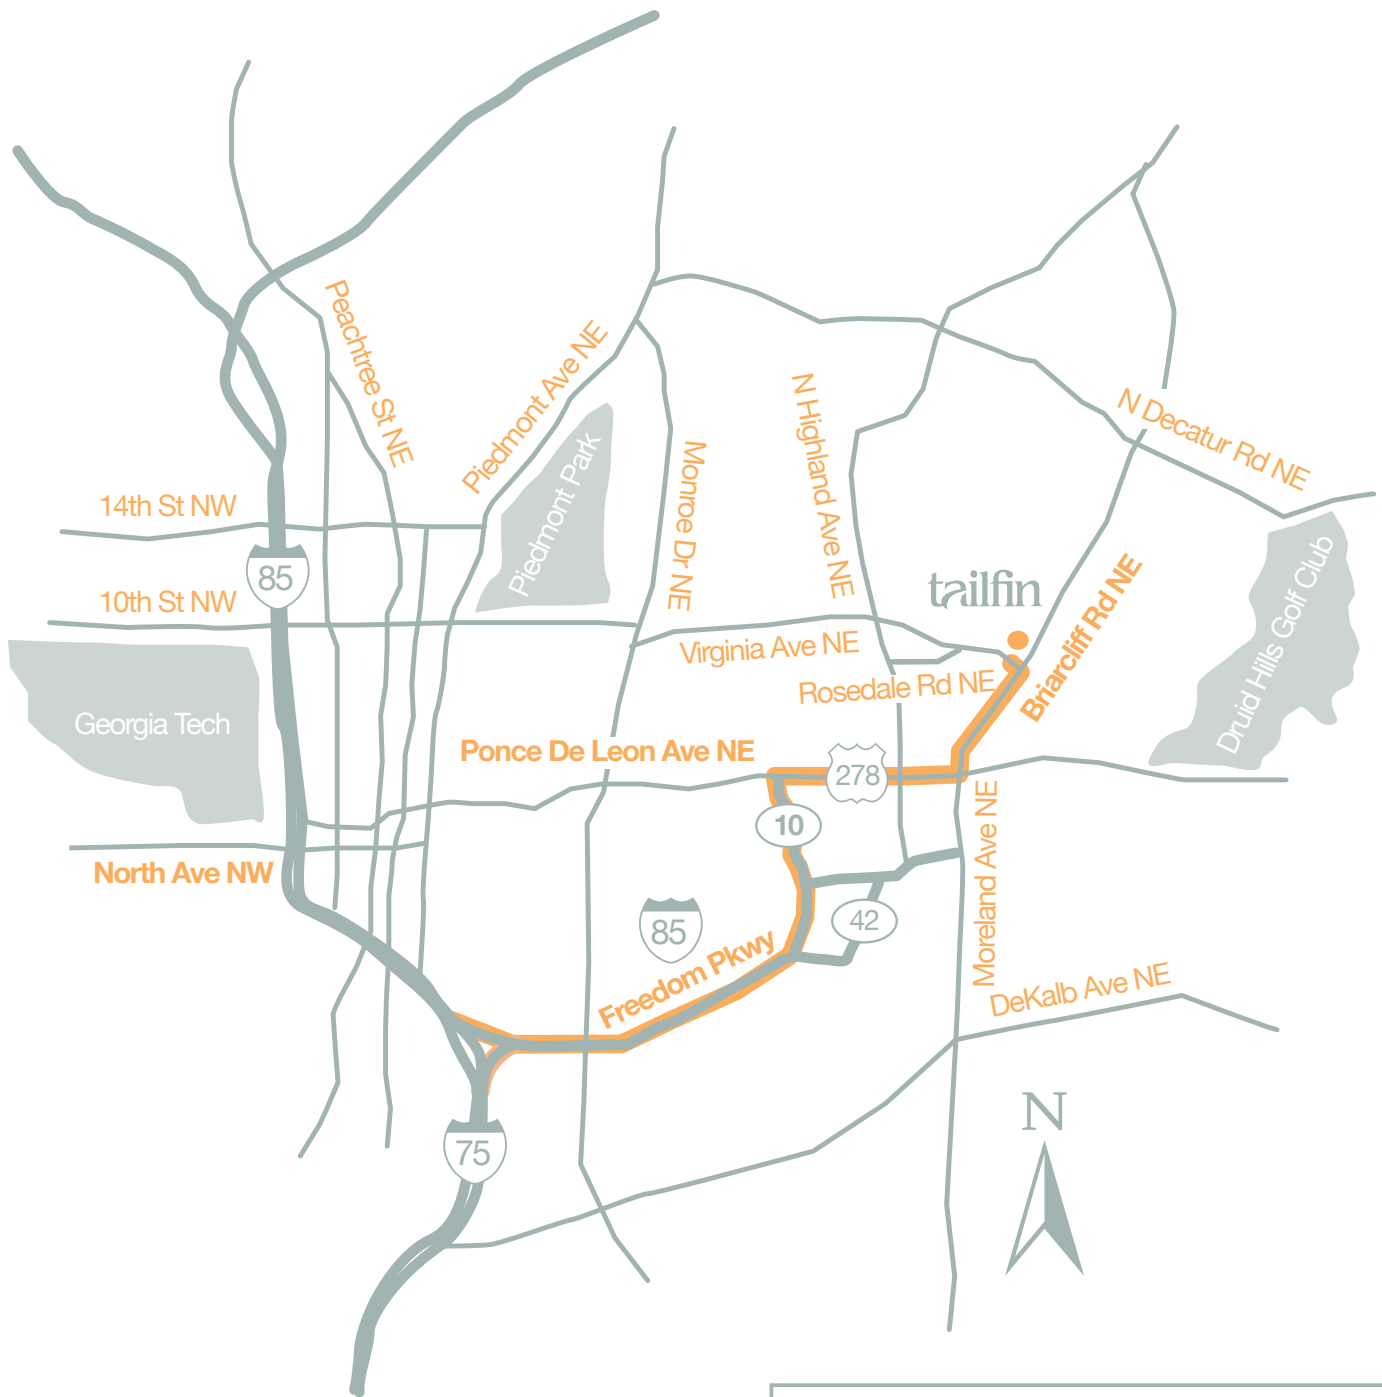 Peachtree St NE
Piedmont Ave NE
N Highland Ave NE
N Decatur Rd NE
Monroe Dr NE
Piedmont Park
14th St NW
85
10th St NW
tailfin
Briarcliff Rd NE
Druid Hills Golf Club
Virginia Ave NE
Rosedale Rd NE
Georgia Tech
Ponce De Leon Ave NE
278
10
Moreland Ave NE
North Ave NW
85
42
Freedom Pkwy
DeKalb Ave NE
N
75